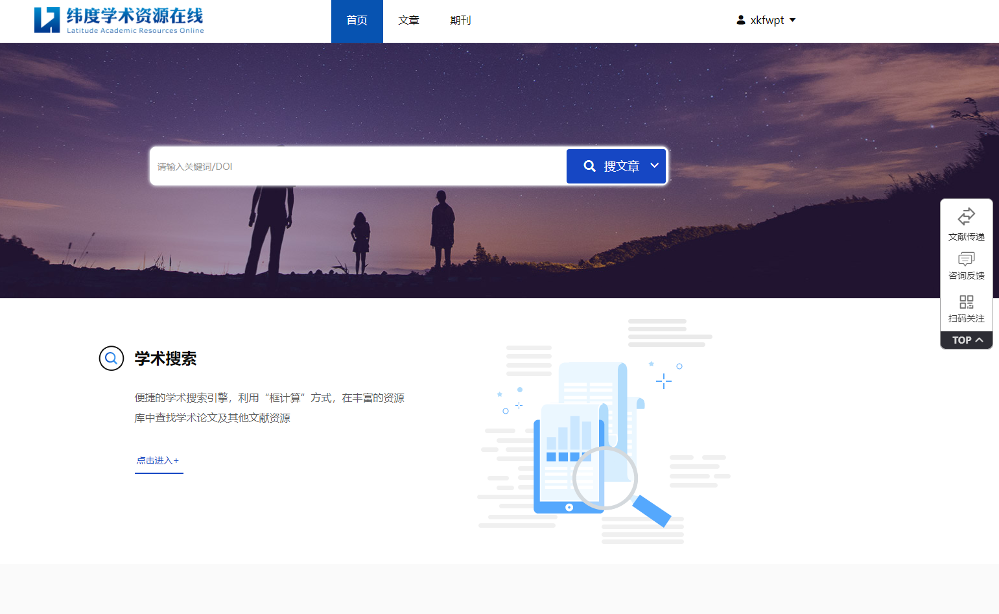 纬度学术资源在线
Latitude Academic Resources Online
首页
文章
期刊
xkfwpt
请输入关键词/DOI
搜文章
文献传递
咨询反馈
扫码关注
TOP
学术搜索
便捷的学术搜索引擎，利用“框计算”方式，在丰富的资源
库中查找学术论文及其他文献资源
点击进入+